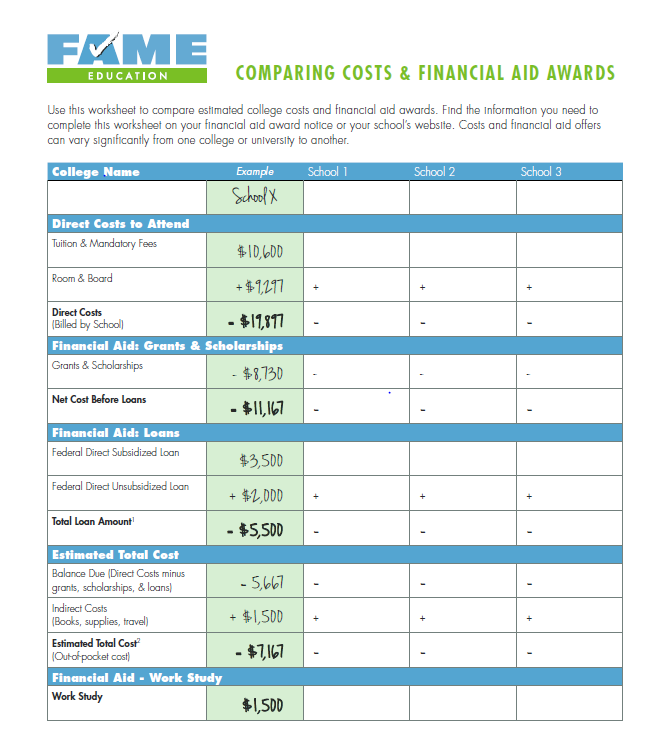 FAME
EDUCATION
COMPARING COSTS & FINANCIAL AID AWARDS
Use this worksheet to compare estimated college costs and financial aid awards. Find the information you need to
complete this worksheet on your financial aid award notice or your school's website. Costs and financial aid offers
can vary significantly from one college or university to another.
College Name Example School 1 School 2 School 3
School X
Direct Costs to Attend
Tuition & Mandatory Fees $10,600
Room & Board + $9,297 + + +
Direct Costs
(Billed by School) - $19,897 - - -
Financial Aid: Grants & Scholarships
Grants & Scholarships - $8,730 - - -
Net Cost Before Loans - $11,167 - - -
Financial Aid: Loans
Federal Direct Subsidized Loan $3,500
Federal Direct Unsubsidized Loan + $2,000 + + +
Total Loan Amount¹ - $5,500 - - -
Estimated Total Cost
Balance Due (Direct Costs minus
grants, scholarships, & loans) - 5,667 - - -
Indirect Costs
(Books, supplies, travel) + $1,500 + + +
Estimated Total Cost²
(Out-of-pocket cost) - $7,167 - - -
Financial Aid - Work Study
Work Study $1,500